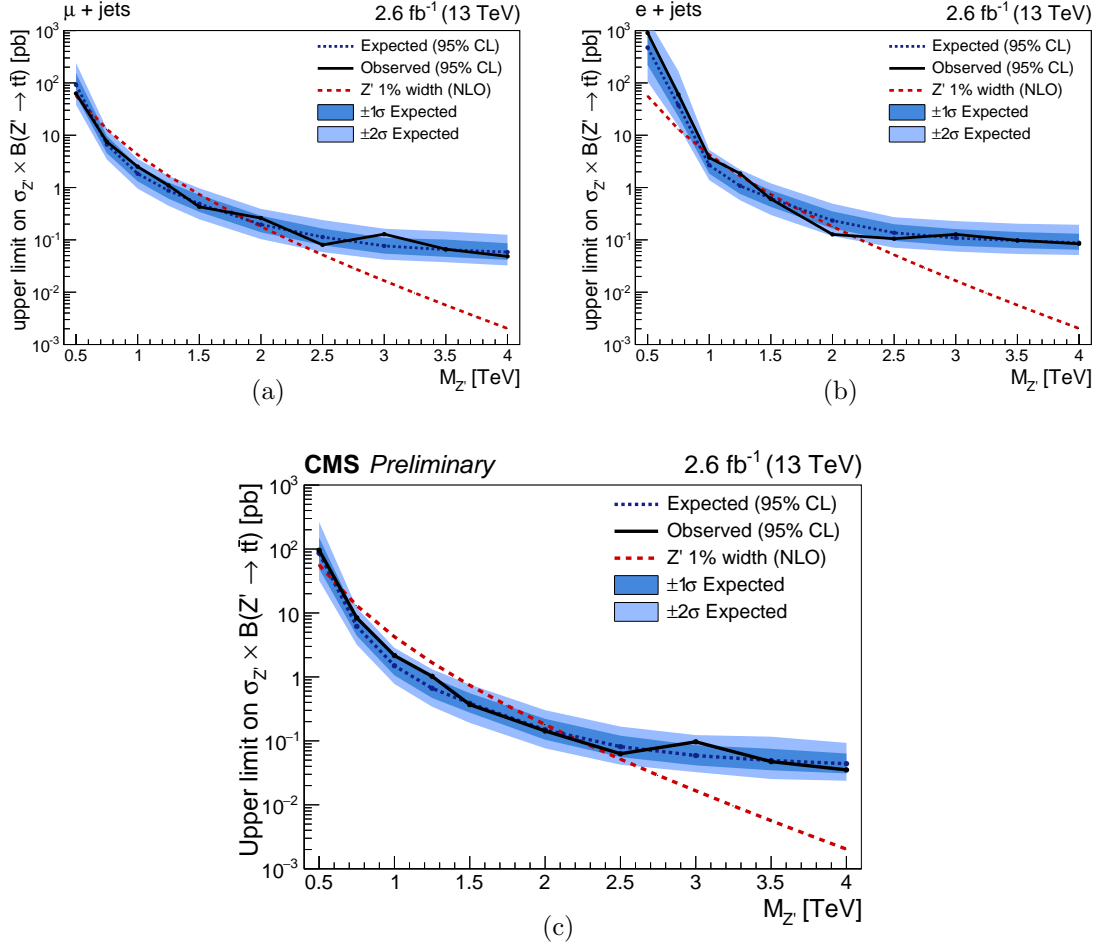 μ + jets 2.6 fb⁻¹ (13 TeV)
upper limit on σ_Z' × B(Z' → tt̄) [pb]
10³
10²
10
1
10⁻¹
10⁻²
10⁻³
Expected (95% CL)
Observed (95% CL)
Z' 1% width (NLO)
±1σ Expected
±2σ Expected
0.5 1 1.5 2 2.5 3 3.5 4
M_Z' [TeV]
(a)
e + jets 2.6 fb⁻¹ (13 TeV)
upper limit on σ_Z' × B(Z' → tt̄) [pb]
10³
10²
10
1
10⁻¹
10⁻²
10⁻³
Expected (95% CL)
Observed (95% CL)
Z' 1% width (NLO)
±1σ Expected
±2σ Expected
0.5 1 1.5 2 2.5 3 3.5 4
M_Z' [TeV]
(b)
CMS Preliminary 2.6 fb⁻¹ (13 TeV)
Upper limit on σ_Z' × B(Z' → tt̄) [pb]
10³
10²
10
1
10⁻¹
10⁻²
10⁻³
Expected (95% CL)
Observed (95% CL)
Z' 1% width (NLO)
±1σ Expected
±2σ Expected
0.5 1 1.5 2 2.5 3 3.5 4
M_Z' [TeV]
(c)